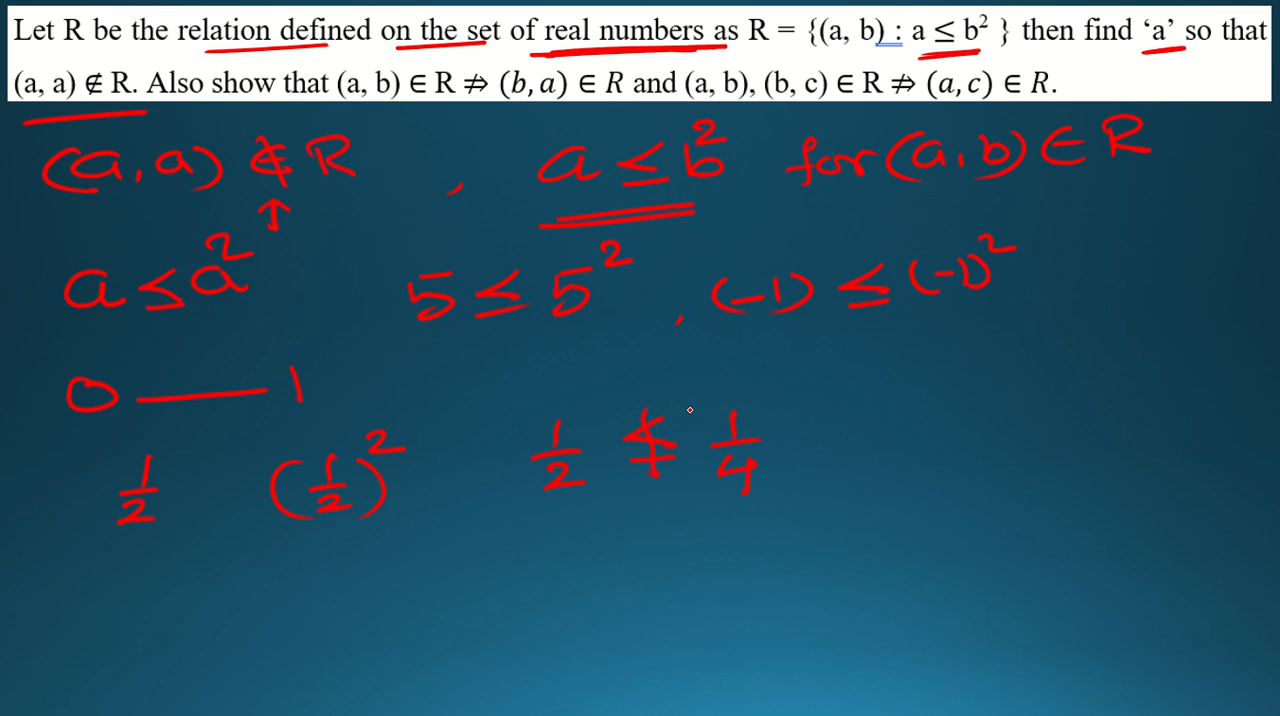 Let R be the relation defined on the set of real numbers as R = {(a, b) : a ≤ b² } then find ‘a’ so that
(a, a) ∉ R. Also show that (a, b) ∈ R ⇏ (b, a) ∈ R and (a, b), (b, c) ∈ R ⇏ (a, c) ∈ R.
(a, a) ∉ R , a ≤ b² for (a, b) ∈ R
↑
a ≤ a² 5 ≤ 5² , (-1) ≤ (-1)²
0 — 1
1/2 (1/2)² 1/2 ≰ 1/4